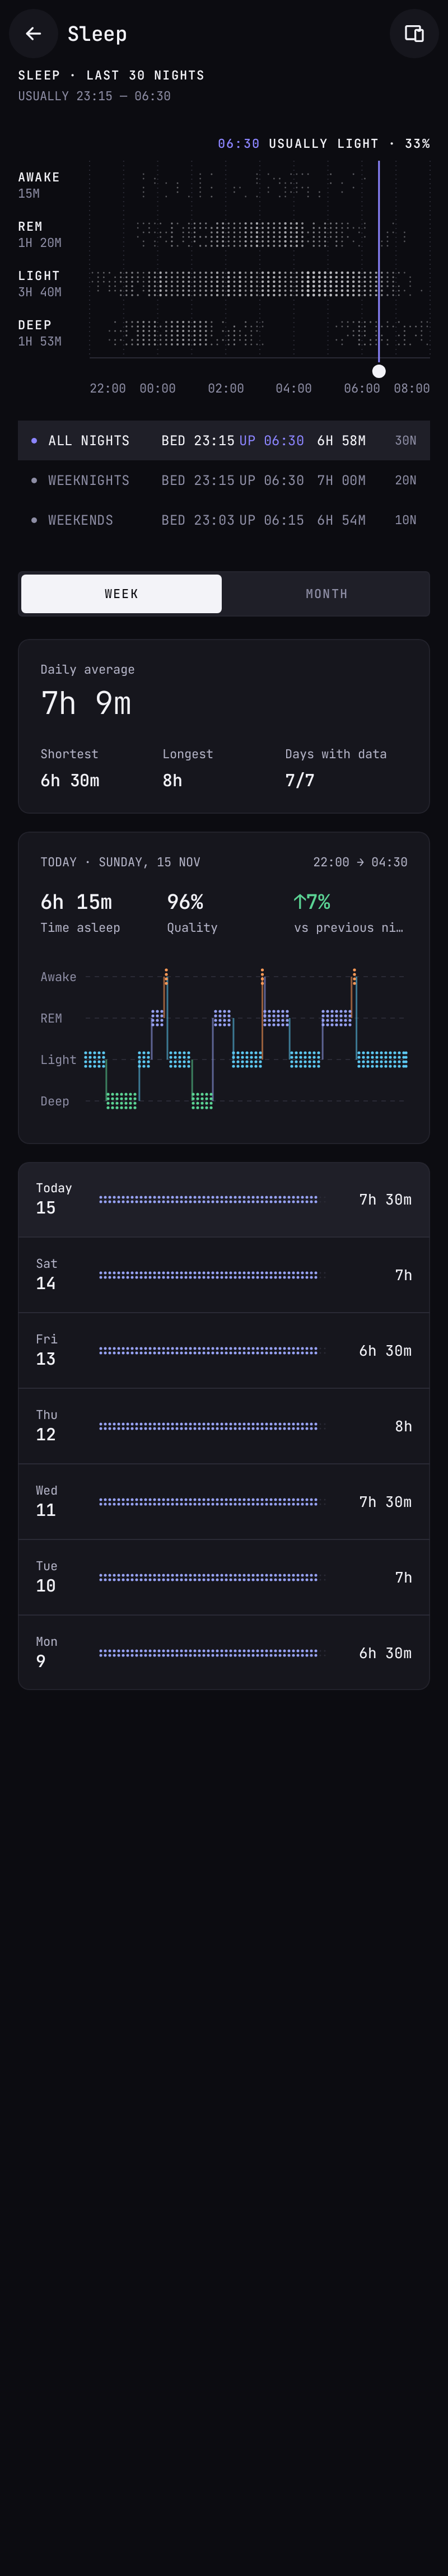 Sleep
SLEEP · LAST 30 NIGHTS
USUALLY 23:15 — 06:30
06:30 USUALLY LIGHT · 33%
AWAKE
15M
REM
1H 20M
LIGHT
3H 40M
DEEP
1H 53M
22:00 00:00 02:00 04:00 06:00 08:00
ALL NIGHTS BED 23:15 UP 06:30 6H 58M 30N
WEEKNIGHTS BED 23:15 UP 06:30 7H 00M 20N
WEEKENDS BED 23:03 UP 06:15 6H 54M 10N
WEEK MONTH
Daily average
7h 9m
Shortest Longest Days with data
6h 30m 8h 7/7
TODAY · SUNDAY, 15 NOV 22:00 → 04:30
6h 15m 96% ↑7%
Time asleep Quality vs previous ni…
Awake
REM
Light
Deep
Today
15 7h 30m
Sat
14 7h
Fri
13 6h 30m
Thu
12 8h
Wed
11 7h 30m
Tue
10 7h
Mon
9 6h 30m